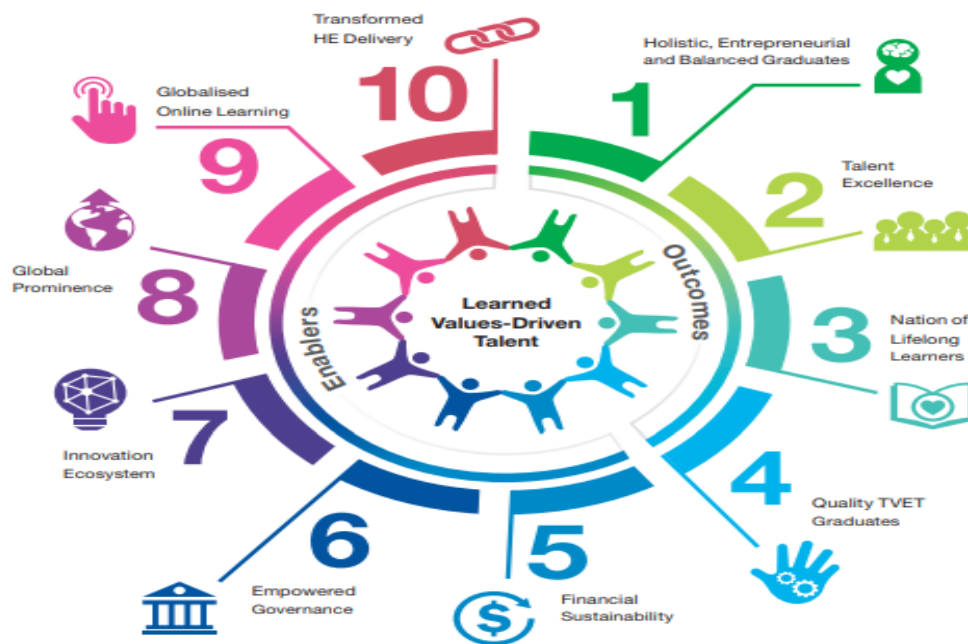 Transformed
HE Delivery
10
Holistic, Entrepreneurial
and Balanced Graduates
1
Talent
Excellence
2
Nation of
Lifelong
Learners
3
Quality TVET
Graduates
4
Financial
Sustainability
5
$
Empowered
Governance
6
Innovation
Ecosystem
7
Global
Prominence
8
Globalised
Online Learning
9
Enablers
Outcomes
Learned
Values-Driven
Talent